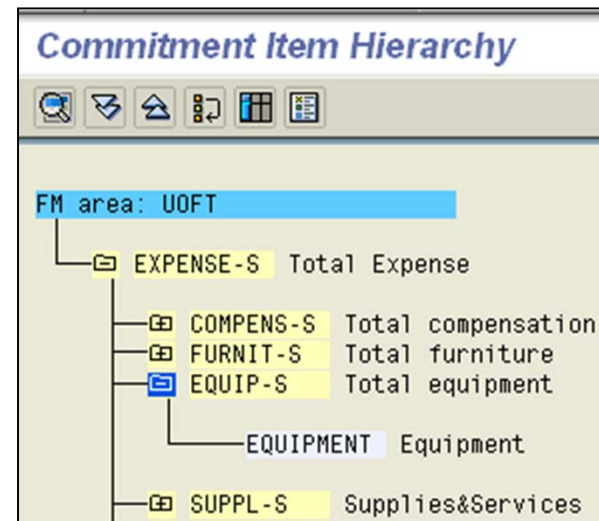 Commitment Item Hierarchy
FM area: UOFT
EXPENSE-S Total Expense
COMPENS-S Total compensation
FURNIT-S Total furniture
EQUIP-S Total equipment
EQUIPMENT Equipment
SUPPL-S Supplies&Services